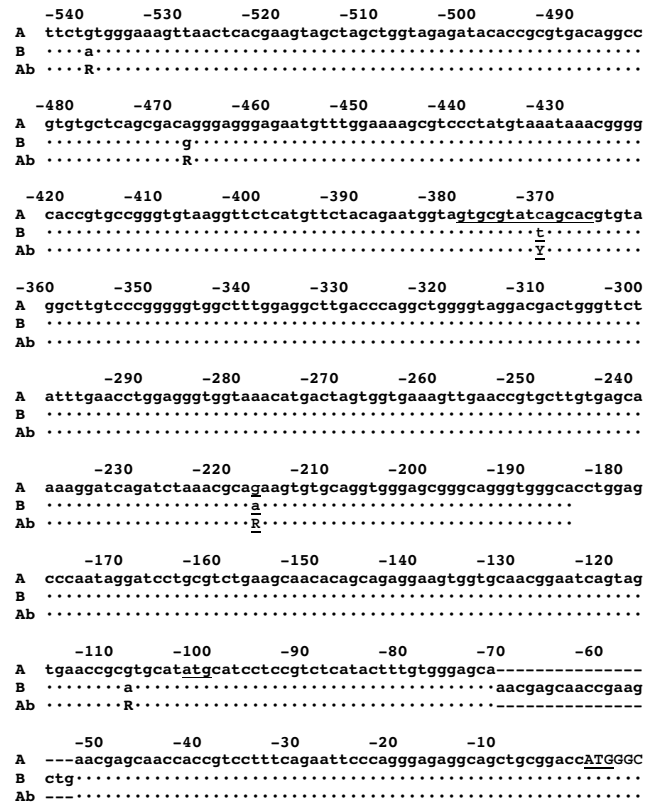 -540 -530 -520 -510 -500 -490
A ttctgtgggaaagttaactcacgaagtagctagctggtagagatacaccgcgtgacaggcc
B ····a························································
Ab ····R························································
-480 -470 -460 -450 -440 -430
A gtgtgctcagcgacagggagggagaatgtttggaaaagcgtccctatgtaaataaacgggg
B ··············g··············································
Ab ··············R··············································
-420 -410 -400 -390 -380 -370
A caccgtgccgggtgtaaggttctcatgttctacagaatggtagtgcgtatcagcacgtgta
B ··················································t··········
Ab ··················································Y··········
-360 -350 -340 -330 -320 -310 -300
A ggcttgtcccgggggtggctttggaggcttgacccaggctggggtaggacgactgggttct
B ·····························································
Ab ·····························································
-290 -280 -270 -260 -250 -240
A atttgaacctggagggtggtaaacatgactagtggtgaaagttgaaccgtgcttgtgagca
B ·····························································
Ab ·····························································
-230 -220 -210 -200 -190 -180
A aaaggatcagatctaaacgcagaagtgtgcaggtgggagcgggcagggtgggcacctggag
B ·····················a································
Ab ·····················R································
-170 -160 -150 -140 -130 -120
A cccaataggatcctgcgtctgaagcaacacagcagaggaagtggtgcaacggaatcagtag
B ·····························································
Ab ·····························································
-110 -100 -90 -80 -70 -60
A tgaaccgcgtgcatatgcatcctccgtctcatactttgtgggagca---------------
B ········a·····································aacgagcaaccgaag
Ab ········R·····································---------------
-50 -40 -30 -20 -10
A ---aacgagcaaccaccgtcctttcagaattcccagggagaggcagctgcggaccATGGGC
B ctg··························································
Ab ---··························································